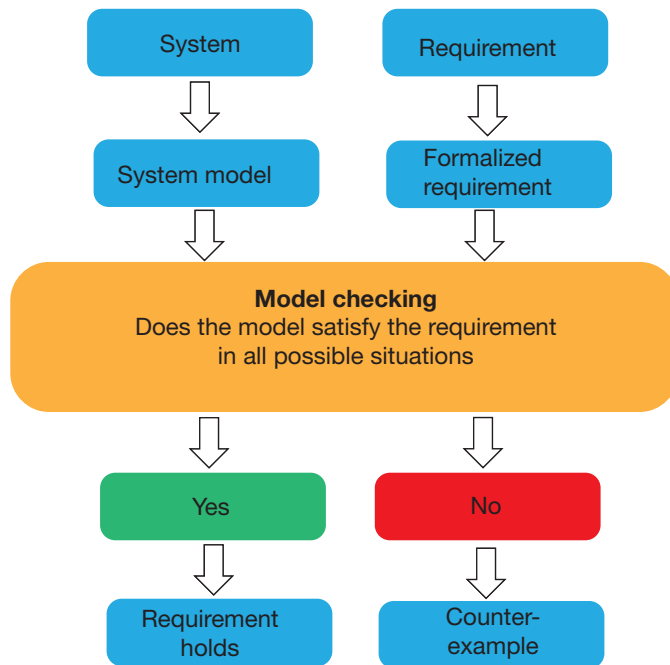 System
Requirement
System model
Formalized
requirement
Model checking
Does the model satisfy the requirement
in all possible situations
Yes
No
Requirement
holds
Counter-
example